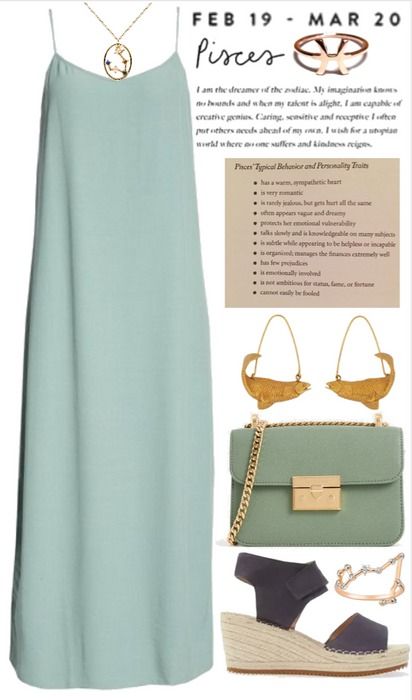 FEB 19 - MAR 20
Pisces
I am the dreamer of the zodiac. My imagination knows
no bounds and when my talent is alight, I am capable of
creative genius. Caring, sensitive and receptive I often
put others needs ahead of my own. I wish for a utopian
world where no one suffers and kindness reigns.
Pisces' Typical Behavior and Personality Traits
• has a warm, sympathetic heart
• is very romantic
• is rarely jealous, but gets hurt all the same
• often appears vague and dreamy
• protects her emotional vulnerability
• talks slowly and is knowledgeable on many subjects
• is subtle while appearing to be helpless or incapable
• is organized; manages the finances extremely well
• has few prejudices
• is emotionally involved
• is not ambitious for status, fame, or fortune
• cannot easily be fooled